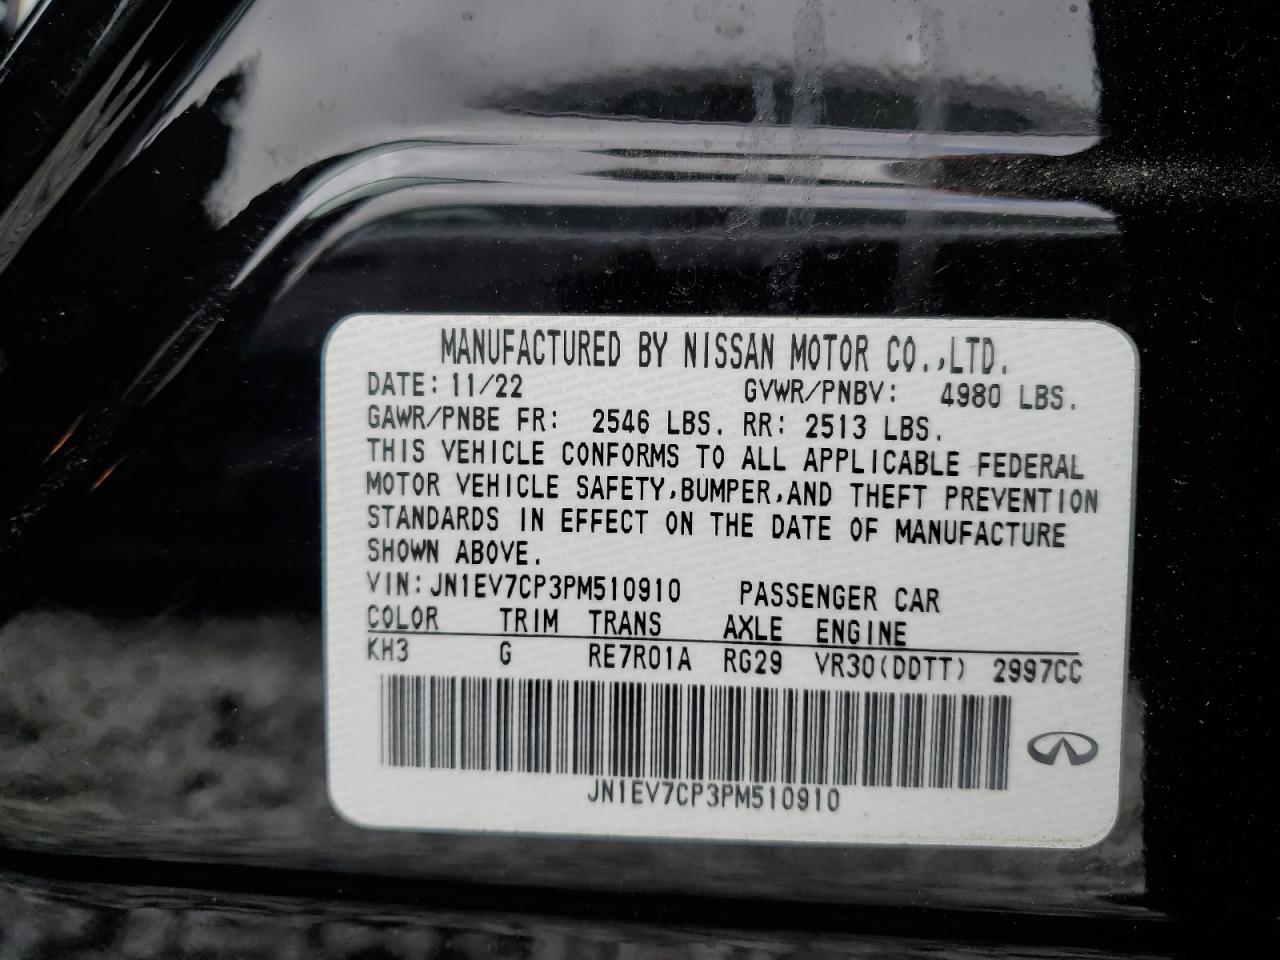 MANUFACTURED BY NISSAN MOTOR CO.,LTD.
DATE: 11/22 GVWR/PNBV: 4980 LBS.
GAWR/PNBE FR: 2546 LBS. RR: 2513 LBS.
THIS VEHICLE CONFORMS TO ALL APPLICABLE FEDERAL
MOTOR VEHICLE SAFETY,BUMPER,AND THEFT PREVENTION
STANDARDS IN EFFECT ON THE DATE OF MANUFACTURE
SHOWN ABOVE.
VIN:JN1EV7CP3PM510910 PASSENGER CAR
COLOR TRIM TRANS AXLE ENGINE
KH3 G RE7R01A RG29 VR30(DDTT) 2997CC
JN1EV7CP3PM510910